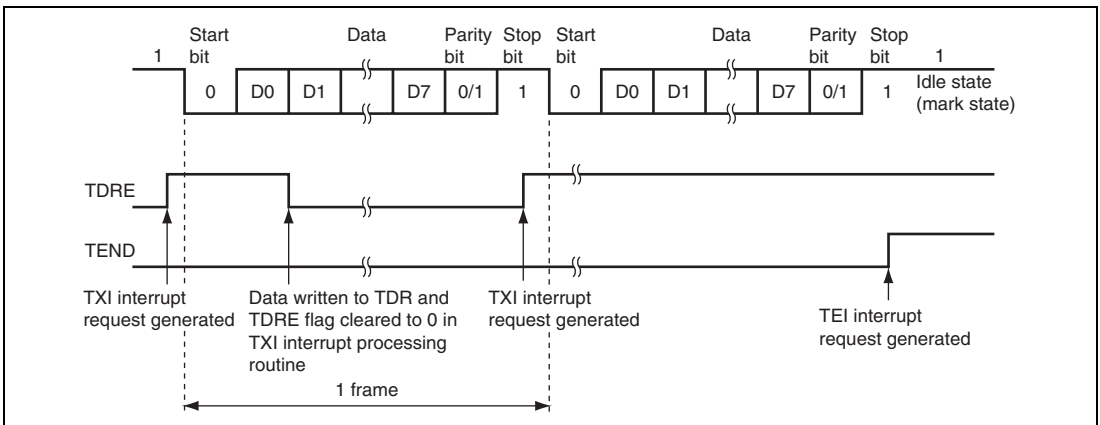 Start bit Data Parity bit Stop bit Start bit Data Parity bit Stop bit
1 0 D0 D1 D7 0/1 1 0 D0 D1 D7 0/1 1 1
Idle state
(mark state)
TDRE
TEND
TXI interrupt
request generated
Data written to TDR and
TDRE flag cleared to 0 in
TXI interrupt processing
routine
TXI interrupt
request generated
TEI interrupt
request generated
1 frame